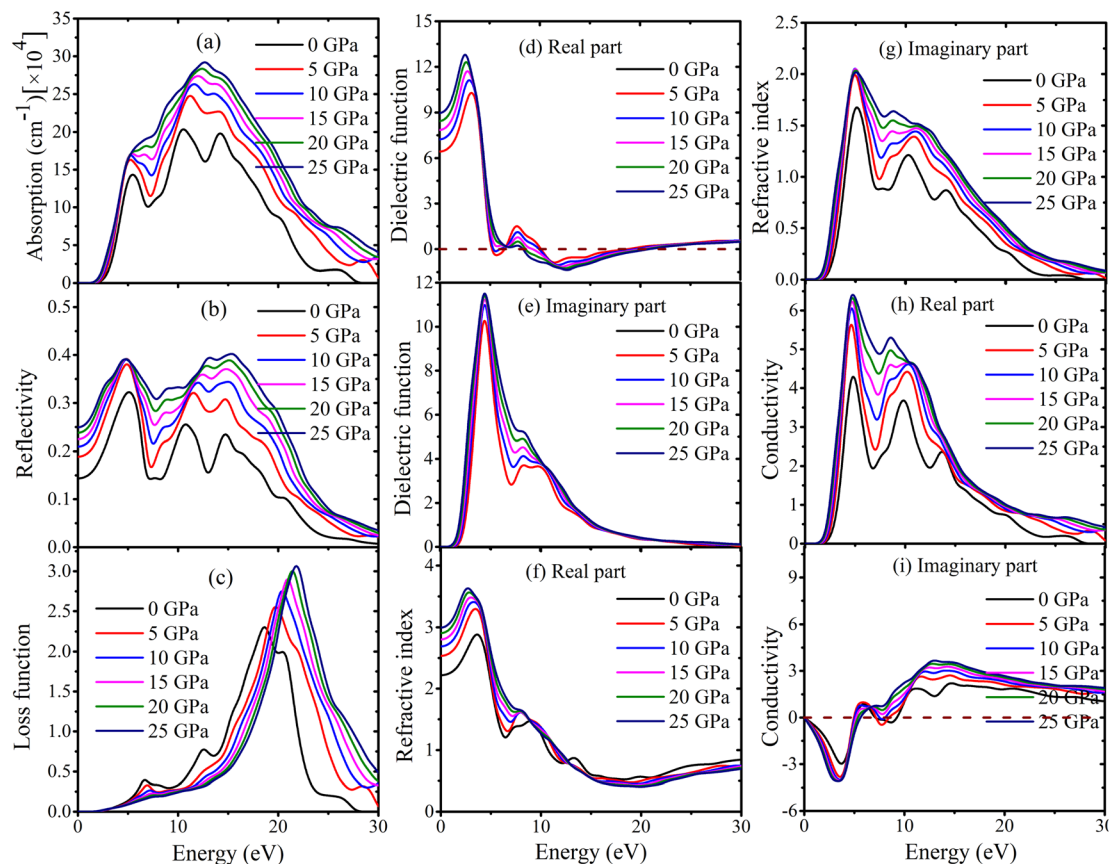 (a)
0 GPa
5 GPa
10 GPa
15 GPa
20 GPa
25 GPa
Absorption (cm⁻¹)[×10⁴
35
30
25
20
15
10
5
0
(b)
0 GPa
5 GPa
10 GPa
15 GPa
20 GPa
25 GPa
Reflectivity
0.5
0.4
0.3
0.2
0.1
0.0
(c)
0 GPa
5 GPa
10 GPa
15 GPa
20 GPa
25 GPa
Loss function
3.0
2.5
2.0
1.5
1.0
0.5
0.0
0
10
20
30
Energy (eV)
(d) Real part
0 GPa
5 GPa
10 GPa
15 GPa
20 GPa
25 GPa
Dielectric function
15
12
9
6
3
0
(e) Imaginary part
0 GPa
5 GPa
10 GPa
15 GPa
20 GPa
25 GPa
Dielectric function
12
10
8
6
4
2
0
(f) Real part
0 GPa
5 GPa
10 GPa
15 GPa
20 GPa
25 GPa
Refractive index
4
3
2
1
0
0
10
20
30
Energy (eV)
(g) Imaginary part
0 GPa
5 GPa
10 GPa
15 GPa
20 GPa
25 GPa
Refractive index
2.5
2.0
1.5
1.0
0.5
0.0
(h) Real part
0 GPa
5 GPa
10 GPa
15 GPa
20 GPa
25 GPa
Conductivity
6
5
4
3
2
1
0
(i) Imaginary part
0 GPa
5 GPa
10 GPa
15 GPa
20 GPa
25 GPa
Conductivity
9
6
3
0
-3
-6
0
10
20
30
Energy (eV)